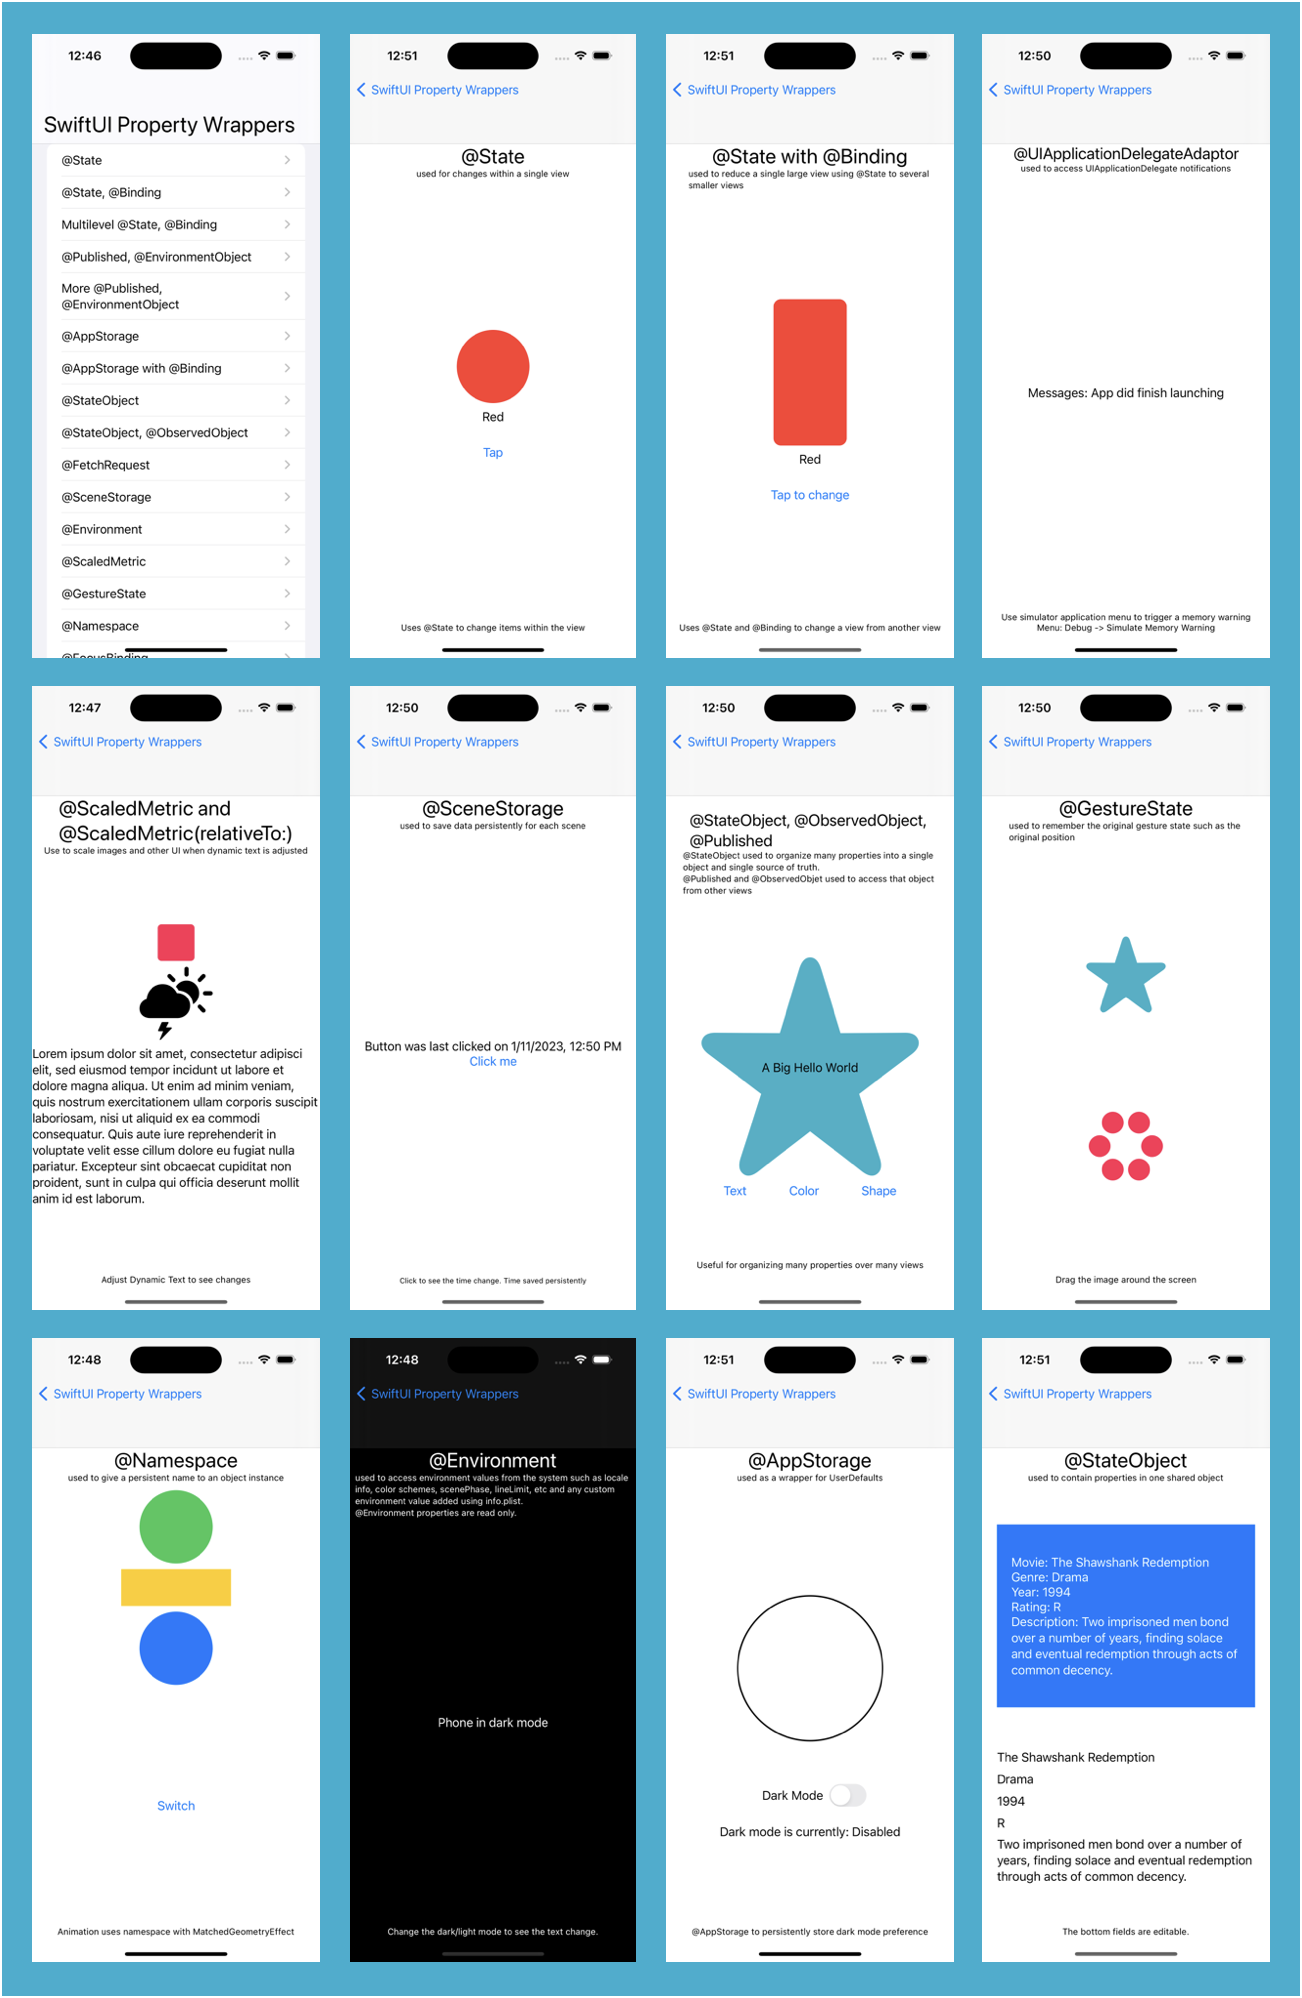 12:46
SwiftUI Property Wrappers
@State
@State, @Binding
Multilevel @State, @Binding
@Published, @EnvironmentObject
More @Published,
@EnvironmentObject
@AppStorage
@AppStorage with @Binding
@StateObject
@StateObject, @ObservedObject
@FetchRequest
@SceneStorage
@Environment
@ScaledMetric
@GestureState
@Namespace
@FocusBinding
12:51
SwiftUI Property Wrappers
@State
used for changes within a single view
Red
Tap
Uses @State to change items within the view
12:51
SwiftUI Property Wrappers
@State with @Binding
used to reduce a single large view using @State to several
smaller views
Red
Tap to change
Uses @State and @Binding to change a view from another view
12:50
SwiftUI Property Wrappers
@UIApplicationDelegateAdaptor
used to access UIApplicationDelegate notifications
Messages: App did finish launching
Use simulator application menu to trigger a memory warning
Menu: Debug -> Simulate Memory Warning
12:47
SwiftUI Property Wrappers
@ScaledMetric and
@ScaledMetric(relativeTo:)
Use to scale images and other UI when dynamic text is adjusted
Lorem ipsum dolor sit amet, consectetur adipisci
elit, sed eiusmod tempor incidunt ut labore et
dolore magna aliqua. Ut enim ad minim veniam,
quis nostrum exercitationem ullam corporis suscipit
laboriosam, nisi ut aliquid ex ea commodi
consequatur. Quis aute iure reprehenderit in
voluptate velit esse cillum dolore eu fugiat nulla
pariatur. Excepteur sint obcaecat cupiditat non
proident, sunt in culpa qui officia deserunt mollit
anim id est laborum.
Adjust Dynamic Text to see changes
12:50
SwiftUI Property Wrappers
@SceneStorage
used to save data persistently for each scene
Button was last clicked on 1/11/2023, 12:50 PM
Click me
Click to see the time change. Time saved persistently
12:50
SwiftUI Property Wrappers
@StateObject, @ObservedObject,
@Published
@StateObject used to organize many properties into a single
object and single source of truth.
@Published and @ObservedObjet used to access that object
from other views
A Big Hello World
Text Color Shape
Useful for organizing many properties over many views
12:50
SwiftUI Property Wrappers
@GestureState
used to remember the original gesture state such as the
original position
Drag the image around the screen
12:48
SwiftUI Property Wrappers
@Namespace
used to give a persistent name to an object instance
Switch
Animation uses namespace with MatchedGeometryEffect
12:48
SwiftUI Property Wrappers
@Environment
used to access environment values from the system such as locale
info, color schemes, scenePhase, lineLimit, etc and any custom
environment value added using info.plist.
@Environment properties are read only.
Phone in dark mode
Change the dark/light mode to see the text change.
12:51
SwiftUI Property Wrappers
@AppStorage
used as a wrapper for UserDefaults
Dark Mode
Dark mode is currently: Disabled
@AppStorage to persistently store dark mode preference
12:51
SwiftUI Property Wrappers
@StateObject
used to contain properties in one shared object
Movie: The Shawshank Redemption
Genre: Drama
Year: 1994
Rating: R
Description: Two imprisoned men bond
over a number of years, finding solace
and eventual redemption through acts of
common decency.
The Shawshank Redemption
Drama
1994
R
Two imprisoned men bond over a number of
years, finding solace and eventual redemption
through acts of common decency.
The bottom fields are editable.